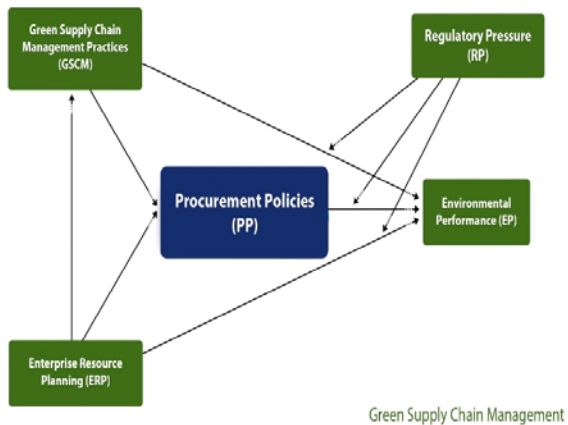 Green Supply Chain
Management Practices
(GSCM)
Regulatory Pressure
(RP)
Procurement Policies
(PP)
Environmental
Performance (EP)
Enterprise Resource
Planning (ERP)
Green Supply Chain Management